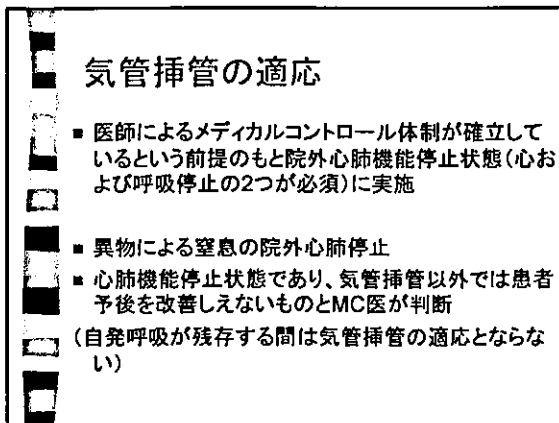 気管挿管の適応
■ 医師によるメディカルコントロール体制が確立して
いるという前提のもと院外心肺機能停止状態(心お
よび呼吸停止の2つが必須)に実施
■ 異物による窒息の院外心肺停止
■ 心肺機能停止状態であり、気管挿管以外では患者
予後を改善しえないものとMC医が判断
(自発呼吸が残存する間は気管挿管の適応とならな
い)